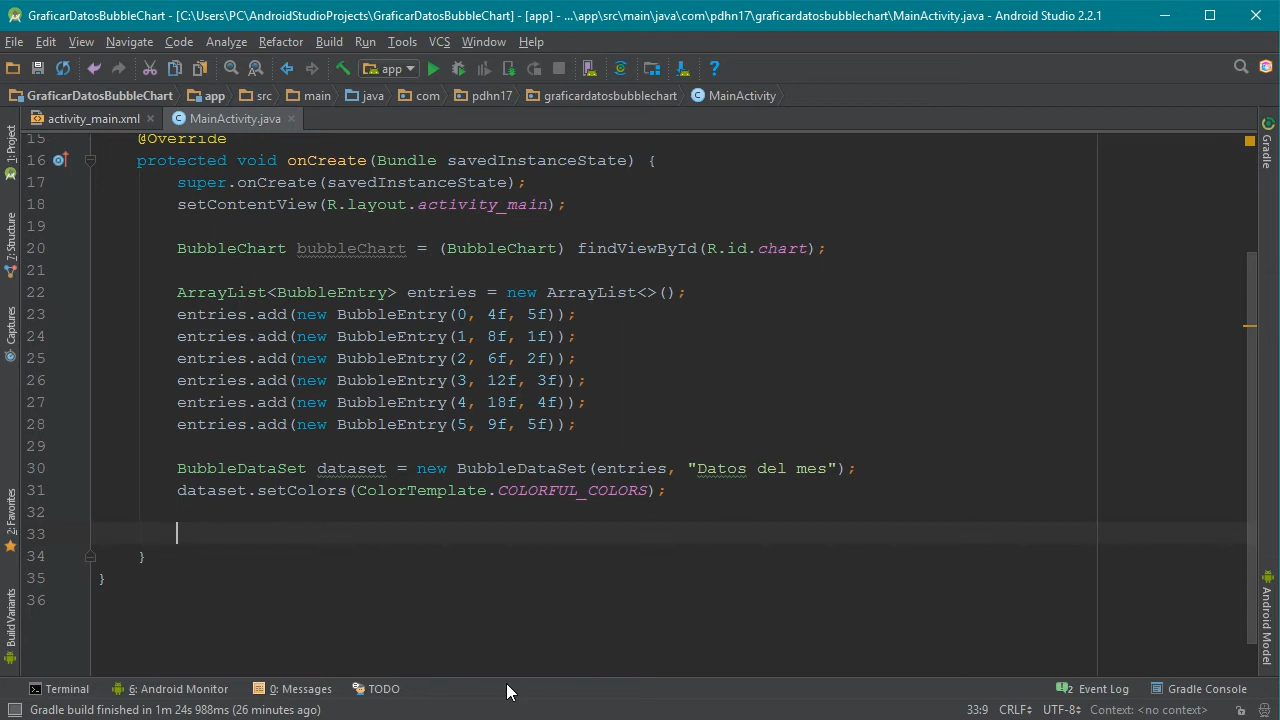 GraficarDatosBubbleChart - [C:\Users\PC\AndroidStudioProjects\GraficarDatosBubbleChart] - [app] - ...\app\src\main\java\com\pdhn17\graficardatosbubblechart\MainActivity.java - Android Studio 2.2.1
File Edit View Navigate Code Analyze Refactor Build Run Tools VCS Window Help
app
GraficarDatosBubbleChart app src main java com pdhn17 graficardatosbubblechart MainActivity
activity_main.xml MainActivity.java
1: Project
7: Structure
Captures
2: Favorites
Build Variants
15 @Override
16 protected void onCreate(Bundle savedInstanceState) {
17 super.onCreate(savedInstanceState);
18 setContentView(R.layout.activity_main);
19
20 BubbleChart bubbleChart = (BubbleChart) findViewById(R.id.chart);
21
22 ArrayList<BubbleEntry> entries = new ArrayList<>();
23 entries.add(new BubbleEntry(0, 4f, 5f));
24 entries.add(new BubbleEntry(1, 8f, 1f));
25 entries.add(new BubbleEntry(2, 6f, 2f));
26 entries.add(new BubbleEntry(3, 12f, 3f));
27 entries.add(new BubbleEntry(4, 18f, 4f));
28 entries.add(new BubbleEntry(5, 9f, 5f));
29
30 BubbleDataSet dataset = new BubbleDataSet(entries, "Datos del mes");
31 dataset.setColors(ColorTemplate.COLORFUL_COLORS);
32
33
34 }
35 }
36
Gradle
Android Model
Terminal 6: Android Monitor 0: Messages TODO 2 Event Log Gradle Console
Gradle build finished in 1m 24s 988ms (26 minutes ago) 33:9 CRLF UTF-8 Context: <no context>